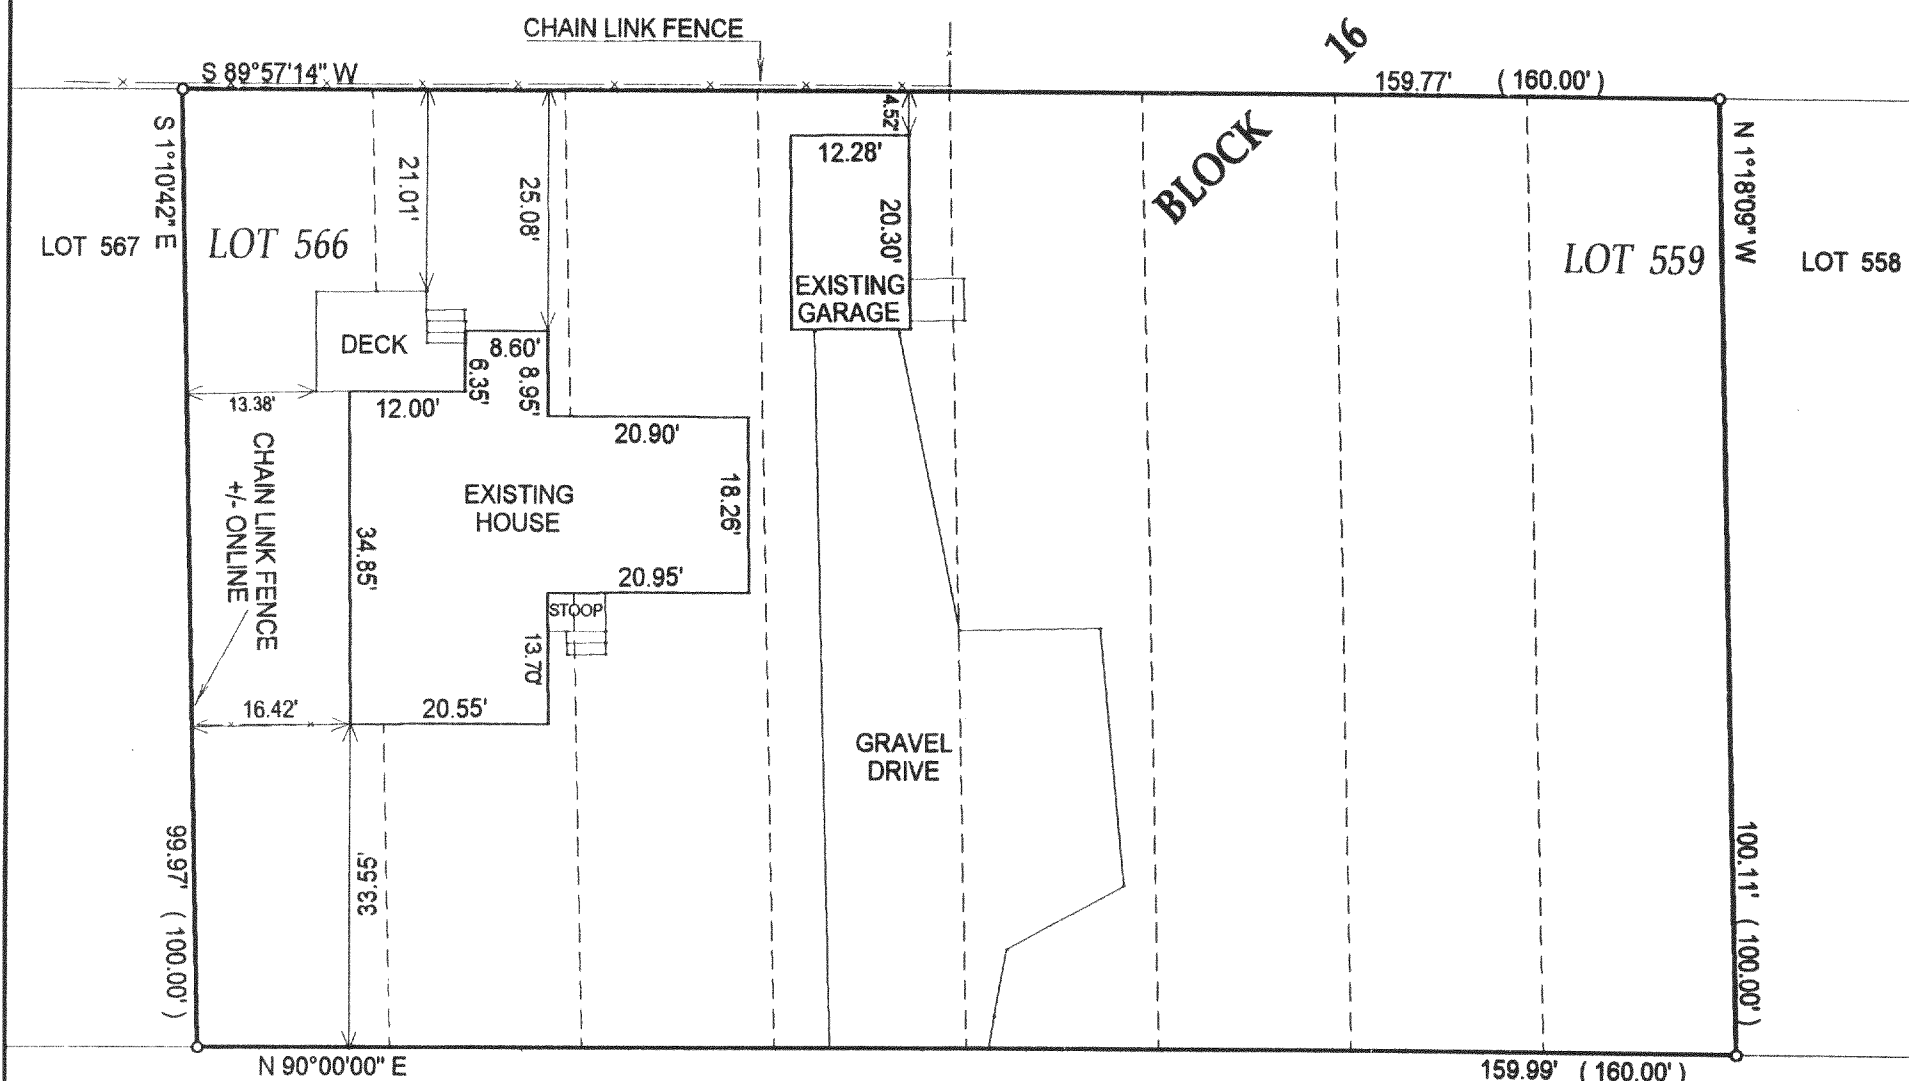 CHAIN LINK FENCE
16
S 89°57'14" W
159.77' ( 160.00' )
S 1°10'42" E
N 1°18'09" W
BLOCK
4.52'
12.28'
21.01'
25.08'
20.30'
LOT 567
LOT 566
LOT 559
LOT 558
EXISTING
GARAGE
DECK
8.60'
6.35'
8.95'
13.38'
12.00'
20.90'
CHAIN LINK FENCE
+/- ONLINE
EXISTING
HOUSE
18.26'
34.85'
20.95'
STOOP
13.70'
16.42'
20.55'
GRAVEL
DRIVE
99.97' ( 100.00' )
33.55'
100.11' ( 100.00' )
N 90°00'00" E
159.99' ( 160.00' )